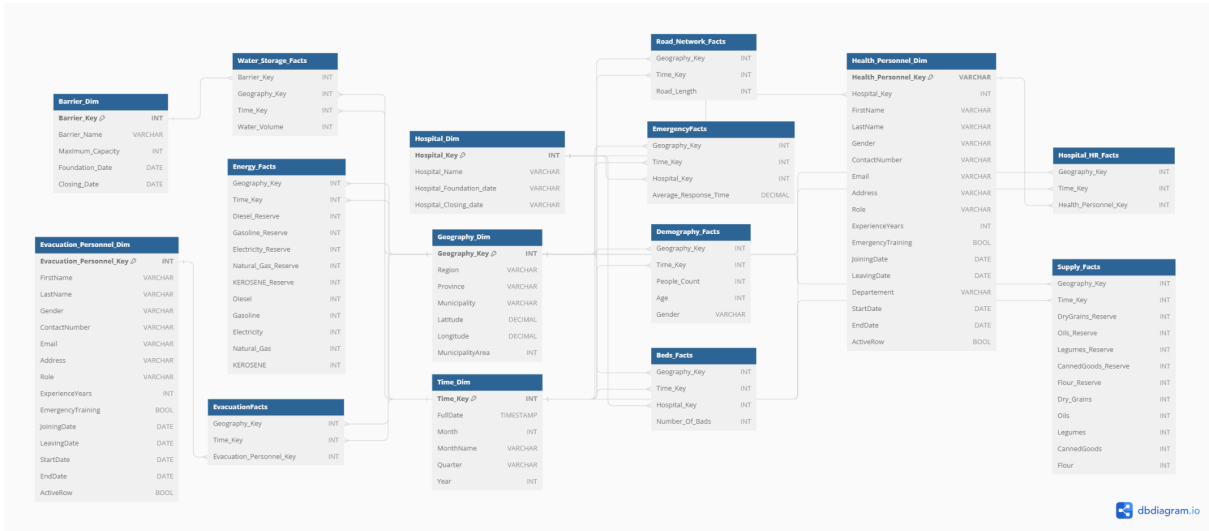 Barrier_Dim
Barrier_Key INT
Barrier_Name VARCHAR
Maximum_Capacity INT
Foundation_Date DATE
Closing_Date DATE
Evacuation_Personnel_Dim
Evacuation_Personnel_Key INT
FirstName VARCHAR
LastName VARCHAR
Gender VARCHAR
ContactNumber VARCHAR
Email VARCHAR
Address VARCHAR
Role VARCHAR
ExperienceYears INT
EmergencyTraining BOOL
JoiningDate DATE
LeavingDate DATE
StartDate DATE
EndDate DATE
ActiveRow BOOL
Water_Storage_Facts
Barrier_Key INT
Geography_Key INT
Time_Key INT
Water_Volume INT
Energy_Facts
Geography_Key INT
Time_Key INT
Diesel_Reserve INT
Gasoline_Reserve INT
Electricity_Reserve INT
Natural_Gas_Reserve INT
KEROSENE_Reserve INT
Diesel INT
Gasoline INT
Electricity INT
Natural_Gas INT
KEROSENE INT
EvacuationFacts
Geography_Key INT
Time_Key INT
Evacuation_Personnel_Key INT
Hospital_Dim
Hospital_Key INT
Hospital_Name VARCHAR
Hospital_Foundation_date VARCHAR
Hospital_Closing_date VARCHAR
Geography_Dim
Geography_Key INT
Region VARCHAR
Province VARCHAR
Municipality VARCHAR
Latitude DECIMAL
Longitude DECIMAL
MunicipalityArea INT
Time_Dim
Time_Key INT
FullDate TIMESTAMP
Month INT
MonthName VARCHAR
Quarter VARCHAR
Year INT
Road_Network_Facts
Geography_Key INT
Time_Key INT
Road_Length INT
EmergencyFacts
Geography_Key INT
Time_Key INT
Hospital_Key INT
Average_Response_Time DECIMAL
Demography_Facts
Geography_Key INT
Time_Key INT
People_Count INT
Age INT
Gender VARCHAR
Beds_Facts
Geography_Key INT
Time_Key INT
Hospital_Key INT
Number_Of_Bads INT
Health_Personnel_Dim
Health_Personnel_Key VARCHAR
Hospital_Key INT
FirstName VARCHAR
LastName VARCHAR
Gender VARCHAR
ContactNumber VARCHAR
Email VARCHAR
Address VARCHAR
Role VARCHAR
ExperienceYears INT
EmergencyTraining BOOL
JoiningDate DATE
LeavingDate DATE
Departement VARCHAR
StartDate DATE
EndDate DATE
ActiveRow BOOL
Hospital_HR_Facts
Geography_Key INT
Time_Key INT
Health_Personnel_Key INT
Supply_Facts
Geography_Key INT
Time_Key INT
DryGrains_Reserve INT
Oils_Reserve INT
Legumes_Reserve INT
CannedGoods_Reserve INT
Flour_Reserve INT
Dry_Grains INT
Oils INT
Legumes INT
CannedGoods INT
Flour INT
dbdiagram.io